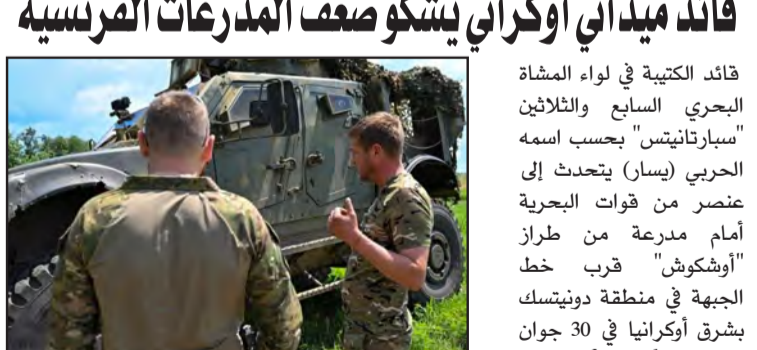 قائد ميداني أوكراني يشكو ضعف المدرعات الفرنسية
قائد الكتيبة في لواء المشاة
البحري السابع والثلاثين
"سبارتانيتس" بحسب اسمه
الحربي (يسار) يتحدث إلى
عنصر من قوات البحرية
أمام مدرعة من طراز
"أوشكوش" قرب خط
الجبهة في منطقة دونيتسك
بشرق أوكرانيا في 30 جوان